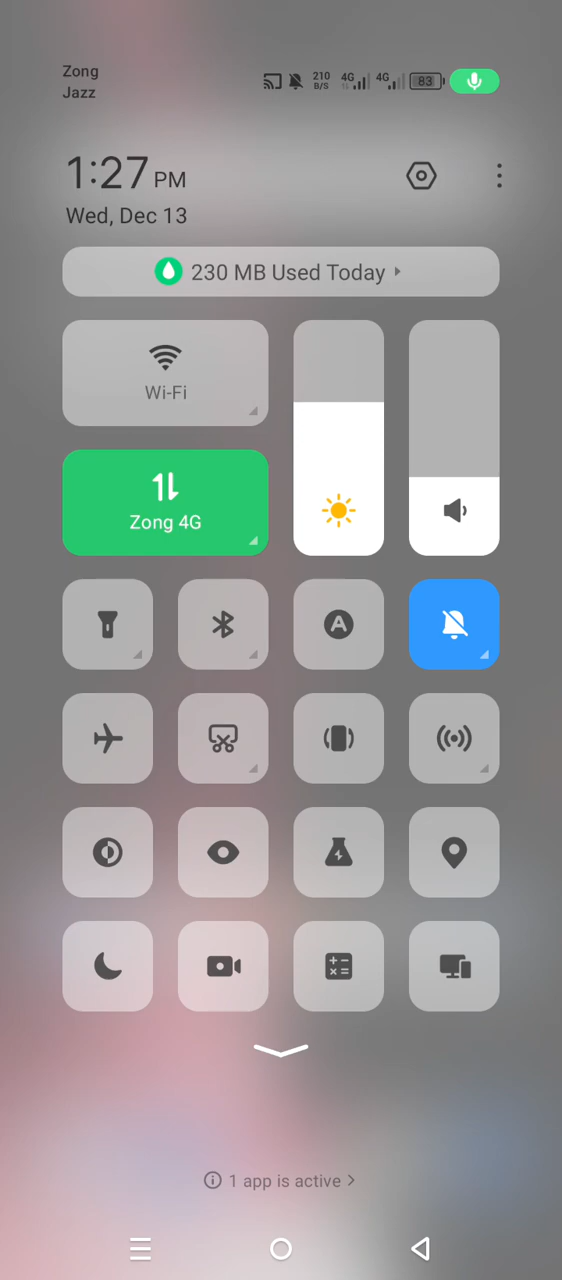 Zong
Jazz
210
B/S
4G
4G
83
1:27 PM
Wed, Dec 13
230 MB Used Today
Wi-Fi
Zong 4G
A
1 app is active